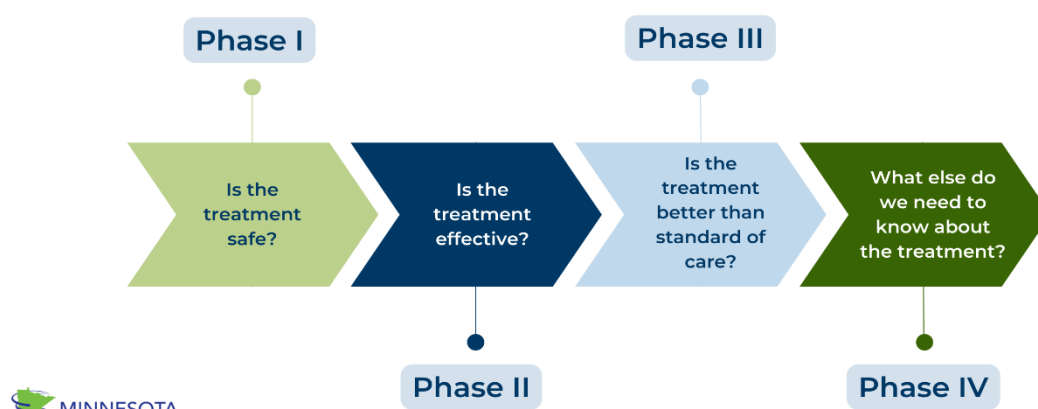 Phase I
Phase III
Is the
treatment
safe?
Is the
treatment
effective?
Is the
treatment
better than
standard of
care?
What else do
we need to
know about
the treatment?
Phase II
Phase IV
MINNESOTA